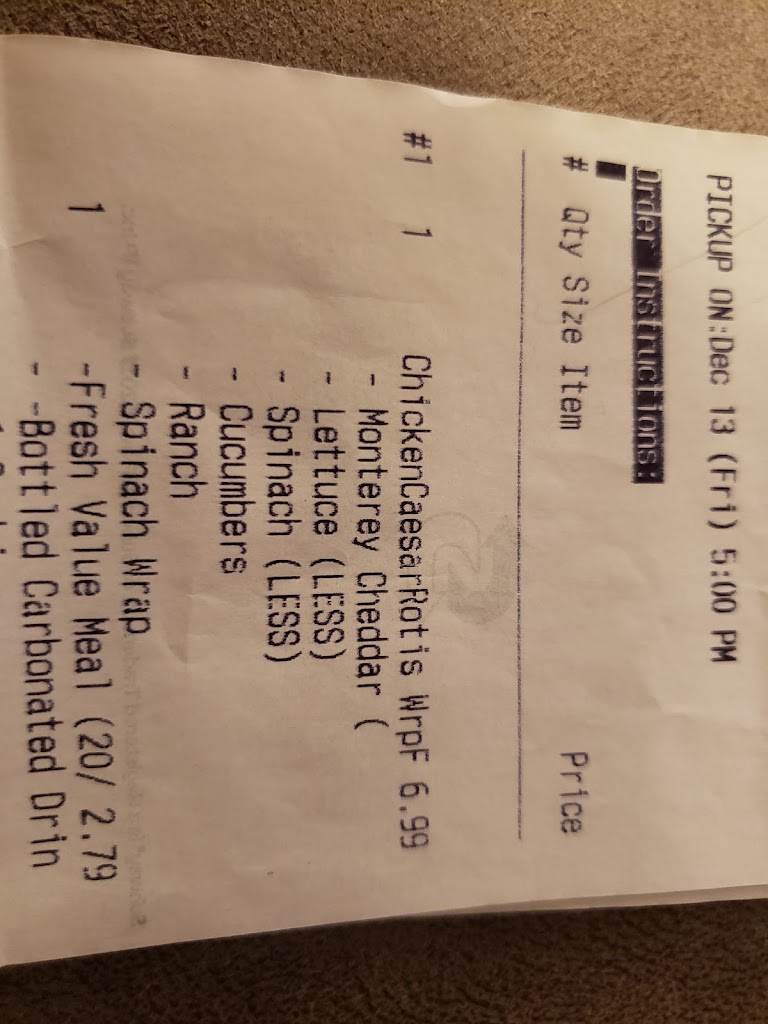 PICKUP ON:Dec 13 (Fri) 5:00 PM
Order Instructions:
# Qty Size Item Price
#1 1 ChickenCaesarRotis WrpF 6.99
- Monterey Cheddar (
- Lettuce (LESS)
- Spinach (LESS)
- Cucumbers
- Ranch
- Spinach Wrap
1 -Fresh Value Meal (20/ 2.79
- -Bottled Carbonated Drin